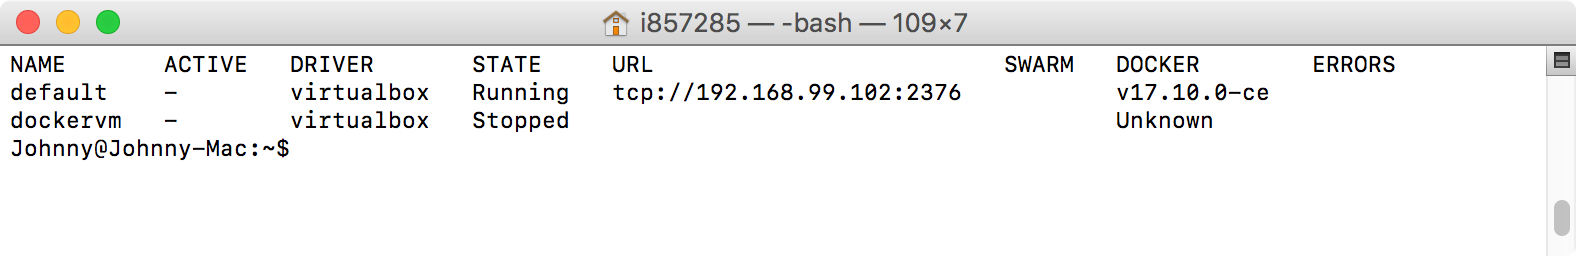 i857285 — -bash — 109×7
NAME ACTIVE DRIVER STATE URL SWARM DOCKER ERRORS
default - virtualbox Running tcp://192.168.99.102:2376 v17.10.0-ce
dockervm - virtualbox Stopped Unknown
Johnny@Johnny-Mac:~$